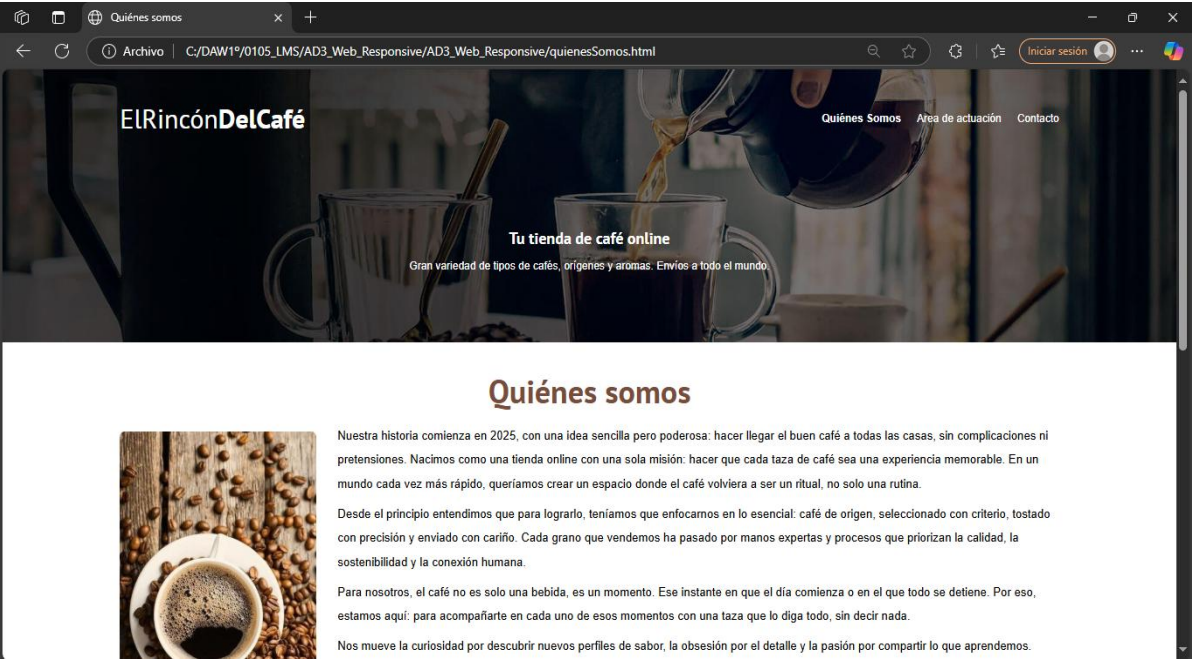 Quiénes somos
Archivo
C:/DAW1º/0105_LMS/AD3_Web_Responsive/AD3_Web_Responsive/quienesSomos.html
Iniciar sesión
ElRincónDelCafé
Quiénes Somos Area de actuación Contacto
Tu tienda de café online
Gran variedad de tipos de cafés, orígenes y aromas. Envíos a todo el mundo.
Quiénes somos
Nuestra historia comienza en 2025, con una idea sencilla pero poderosa: hacer llegar el buen café a todas las casas, sin complicaciones ni
pretensiones. Nacimos como una tienda online con una sola misión: hacer que cada taza de café sea una experiencia memorable. En un
mundo cada vez más rápido, queríamos crear un espacio donde el café volviera a ser un ritual, no solo una rutina.
Desde el principio entendimos que para lograrlo, teníamos que enfocarnos en lo esencial: café de origen, seleccionado con criterio, tostado
con precisión y enviado con cariño. Cada grano que vendemos ha pasado por manos expertas y procesos que priorizan la calidad, la
sostenibilidad y la conexión humana.
Para nosotros, el café no es solo una bebida, es un momento. Ese instante en que el día comienza o en el que todo se detiene. Por eso,
estamos aquí: para acompañarte en cada uno de esos momentos con una taza que lo diga todo, sin decir nada.
Nos mueve la curiosidad por descubrir nuevos perfiles de sabor, la obsesión por el detalle y la pasión por compartir lo que aprendemos.